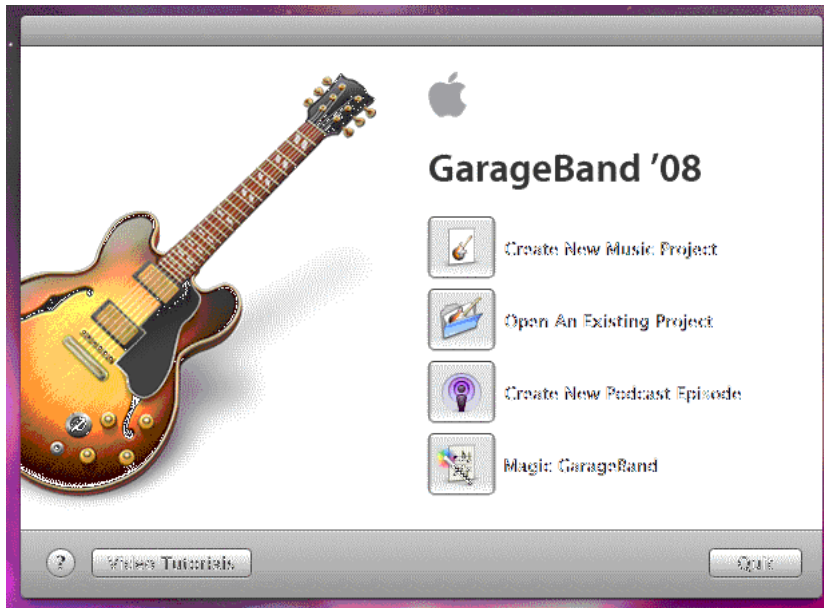 GarageBand '08
Create New Music Project
Open An Existing Project
Create New Podcast Episode
Magic GarageBand
?
Video Tutorials
Quit